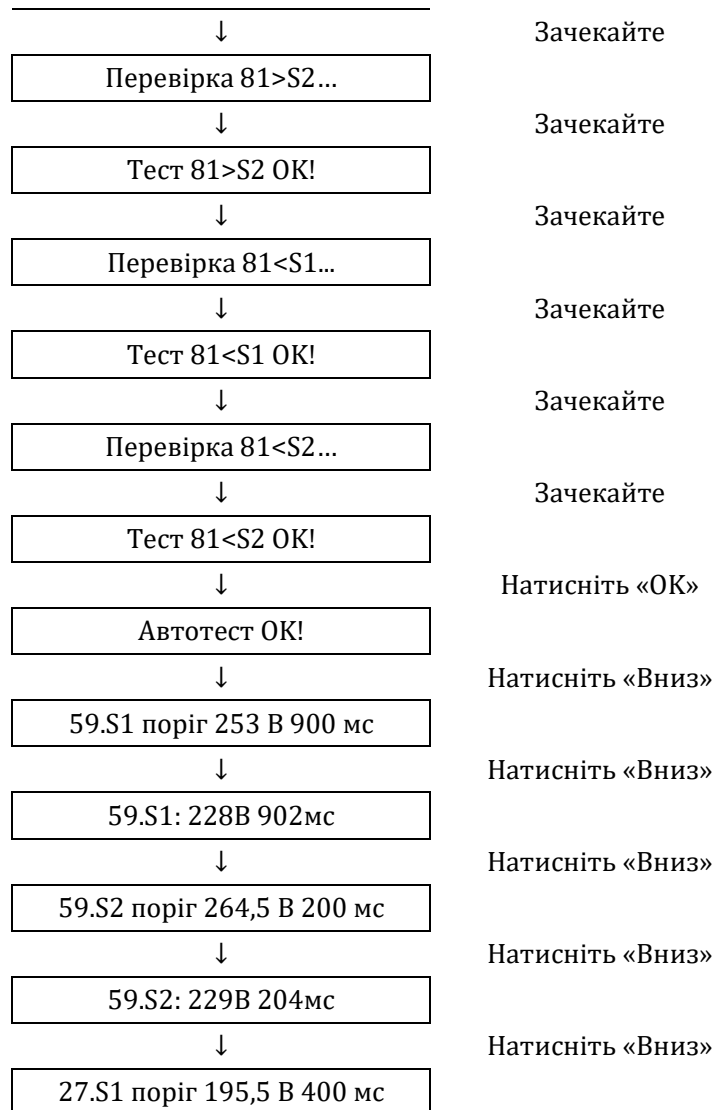 ↓ Зачекайте
Перевірка 81>S2…
↓ Зачекайте
Тест 81>S2 OK!
↓ Зачекайте
Перевірка 81<S1...
↓ Зачекайте
Тест 81<S1 OK!
↓ Зачекайте
Перевірка 81<S2…
↓ Зачекайте
Тест 81<S2 OK!
↓ Натисніть «OK»
Автотест OK!
↓ Натисніть «Вниз»
59.S1 поріг 253 В 900 мс
↓ Натисніть «Вниз»
59.S1: 228В 902мс
↓ Натисніть «Вниз»
59.S2 поріг 264,5 В 200 мс
↓ Натисніть «Вниз»
59.S2: 229В 204мс
↓ Натисніть «Вниз»
27.S1 поріг 195,5 В 400 мс